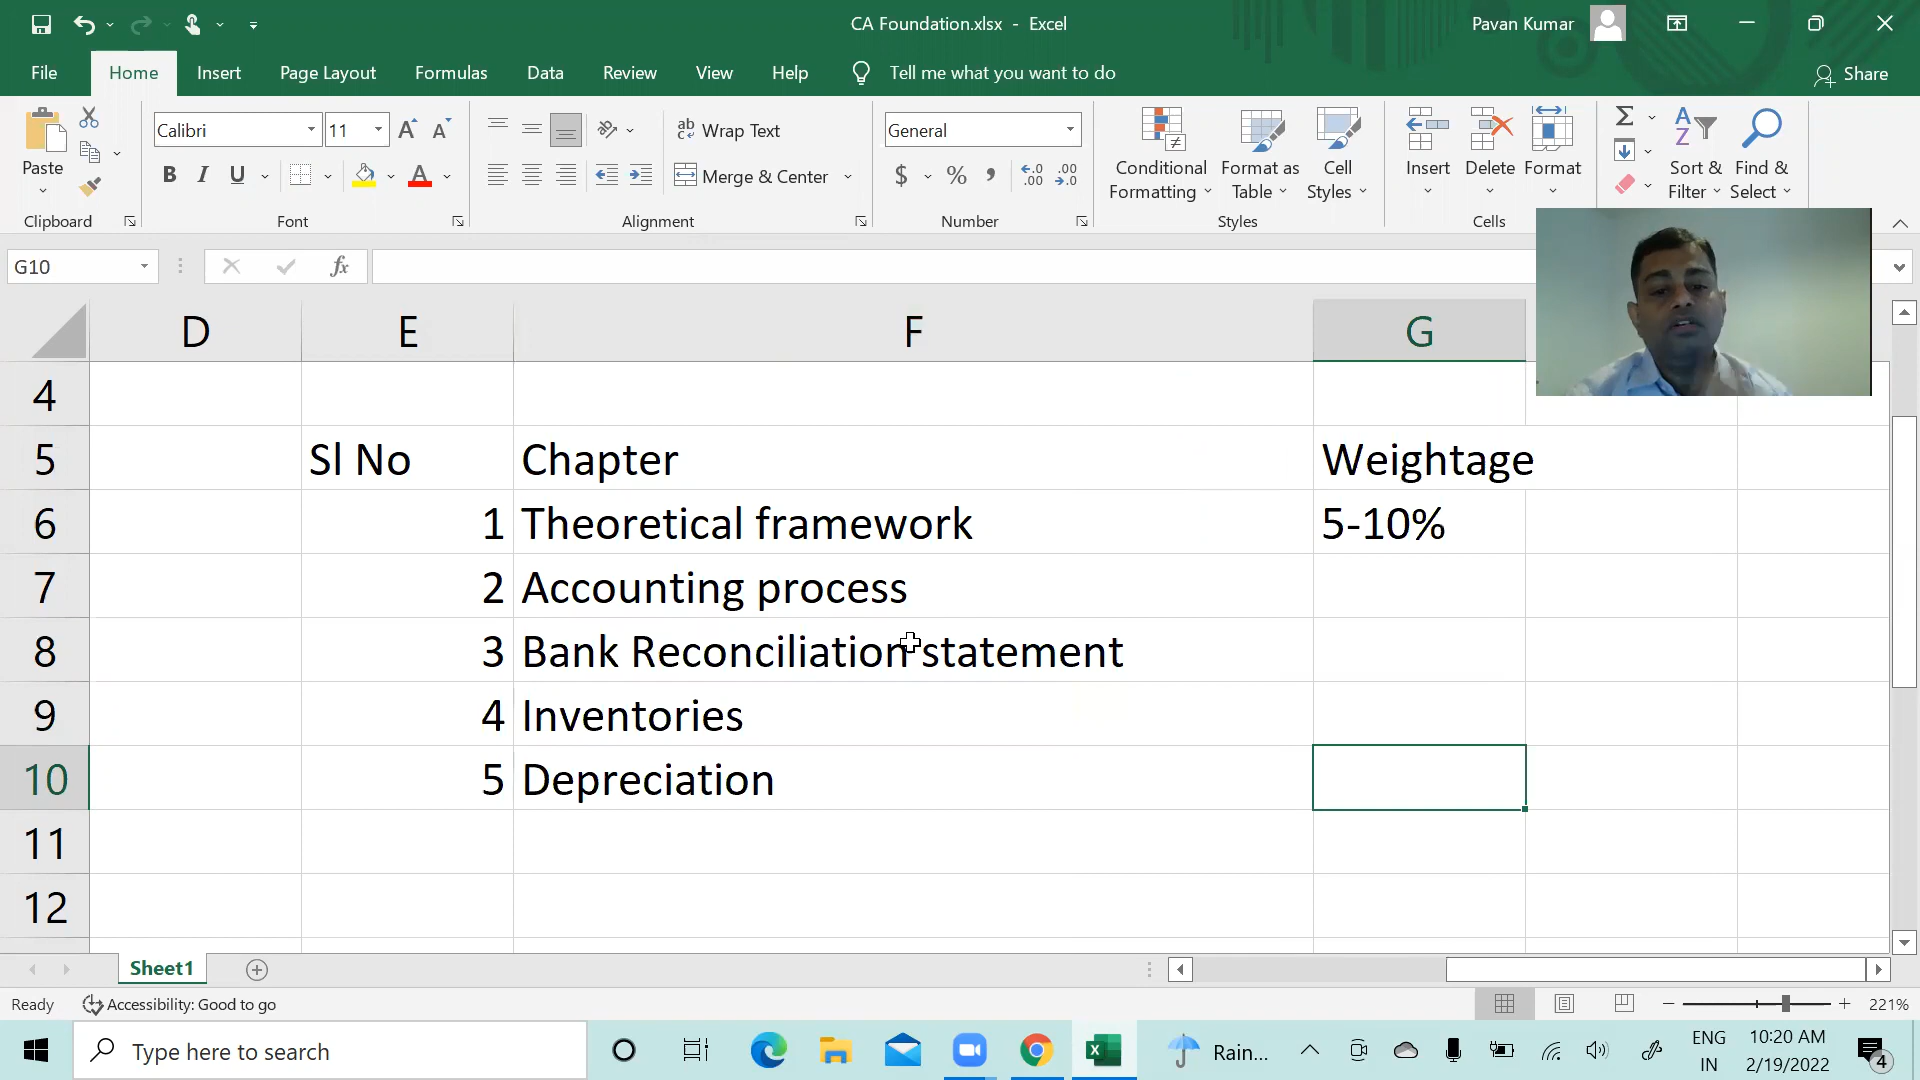 CA Foundation.xlsx - Excel
Pavan Kumar
File Home Insert Page Layout Formulas Data Review View Help Tell me what you want to do
Share
Paste
Clipboard
Calibri 11
B I U
Font
Wrap Text
Merge & Center
Alignment
General
$ % ,
Number
Conditional Formatting
Format as Table
Cell Styles
Styles
Insert Delete Format
Cells
Sort & Filter
Find & Select
G10
fx
D E F G
4
5 Sl No Chapter Weightage
6 1 Theoretical framework 5-10%
7 2 Accounting process
8 3 Bank Reconciliation statement
9 4 Inventories
10 5 Depreciation
11
12
Sheet1
Ready Accessibility: Good to go
221%
Type here to search
Rain...
ENG
IN
10:20 AM
2/19/2022
4